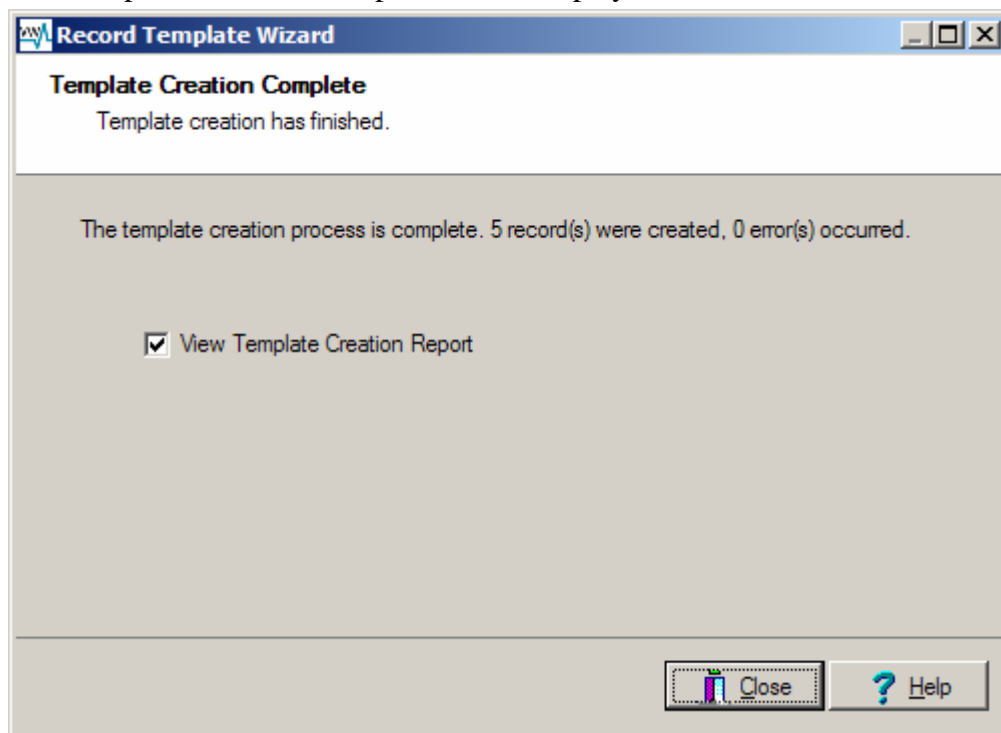 Record Template Wizard
Template Creation Complete
Template creation has finished.
The template creation process is complete. 5 record(s) were created, 0 error(s) occurred.
View Template Creation Report
Close
? Help